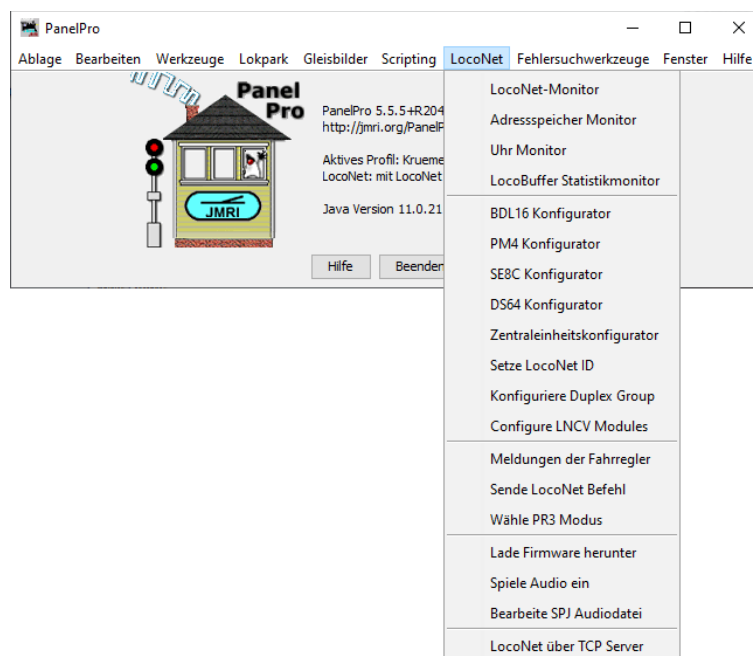 PanelPro
Ablage Bearbeiten Werkzeuge Lokpark Gleisbilder Scripting LocoNet Fehlersuchwerkzeuge Fenster Hilfe
Panel
Pro
JMRI
PanelPro 5.5.5+R204
http://jmri.org/PanelP
Aktives Profil: Krueme
LocoNet: mit LocoNet
Java Version 11.0.21
Hilfe Beenden
LocoNet-Monitor
Adressspeicher Monitor
Uhr Monitor
LocoBuffer Statistikmonitor
BDL16 Konfigurator
PM4 Konfigurator
SE8C Konfigurator
DS64 Konfigurator
Zentraleinheitskonfigurator
Setze LocoNet ID
Konfiguriere Duplex Group
Configure LNCV Modules
Meldungen der Fahrregler
Sende LocoNet Befehl
Wähle PR3 Modus
Lade Firmware herunter
Spiele Audio ein
Bearbeite SPJ Audiodatei
LocoNet über TCP Server